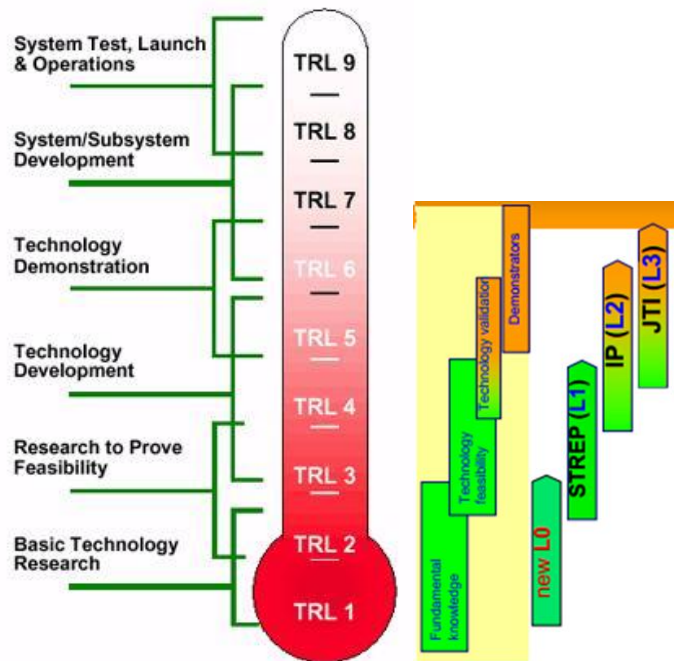 System Test, Launch
& Operations
System/Subsystem
Development
Technology
Demonstration
Technology
Development
Research to Prove
Feasibility
Basic Technology
Research
TRL 9
TRL 8
TRL 7
TRL 6
TRL 5
TRL 4
TRL 3
TRL 2
TRL 1
Fundamental
knowledge
Technology
feasibility
Technology validation
Demonstrators
new L0
STREP (L1)
IP (L2)
JTI (L3)